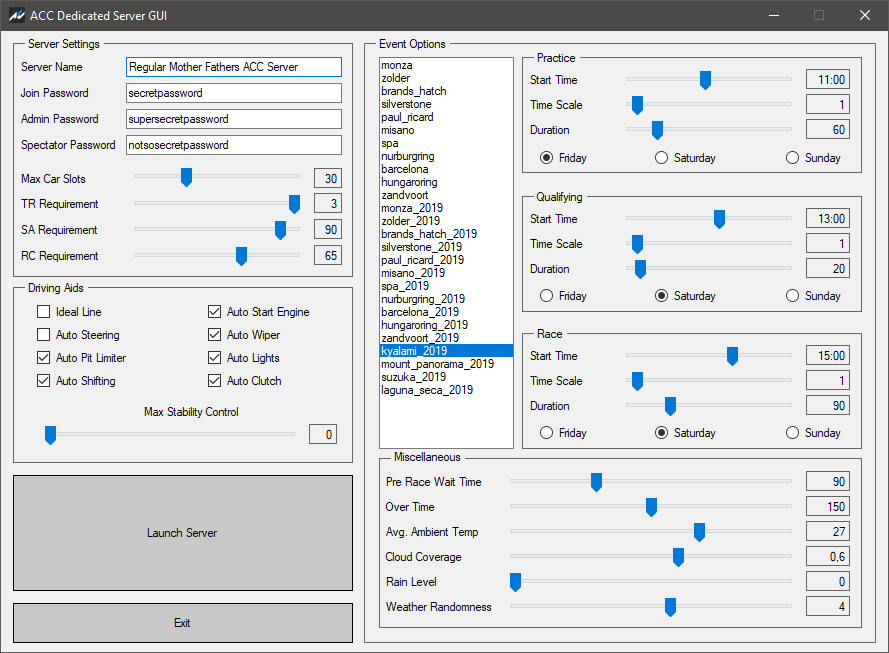 ACC Dedicated Server GUI
Server Settings
Server Name
Regular Mother Fathers ACC Server
Join Password
secretpassword
Admin Password
supersecretpassword
Spectator Password
notsosecretpassword
Max Car Slots
30
TR Requirement
3
SA Requirement
90
RC Requirement
65
Driving Aids
Ideal Line
Auto Start Engine
Auto Steering
Auto Wiper
Auto Pit Limiter
Auto Lights
Auto Shifting
Auto Clutch
Max Stability Control
0
Launch Server
Exit
Event Options
monza
zolder
brands_hatch
silverstone
paul_ricard
misano
spa
nurburgring
barcelona
hungaroring
zandvoort
monza_2019
zolder_2019
brands_hatch_2019
silverstone_2019
paul_ricard_2019
misano_2019
spa_2019
nurburgring_2019
barcelona_2019
hungaroring_2019
zandvoort_2019
kyalami_2019
mount_panorama_2019
suzuka_2019
laguna_seca_2019
Practice
Start Time
11:00
Time Scale
1
Duration
60
Friday
Saturday
Sunday
Qualifying
Start Time
13:00
Time Scale
1
Duration
20
Friday
Saturday
Sunday
Race
Start Time
15:00
Time Scale
1
Duration
90
Friday
Saturday
Sunday
Miscellaneous
Pre Race Wait Time
90
Over Time
150
Avg. Ambient Temp
27
Cloud Coverage
0,6
Rain Level
0
Weather Randomness
4